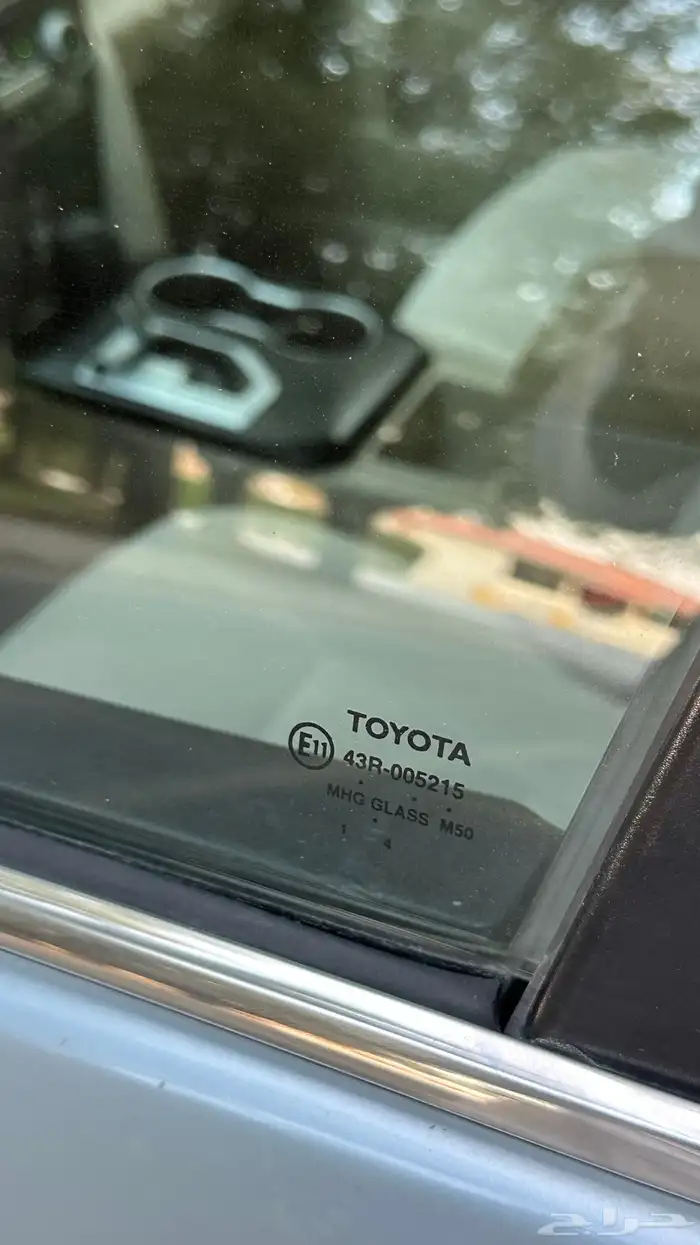 TOYOTA
E11 43R-005215
MHG GLASS M50
1 4
حراج